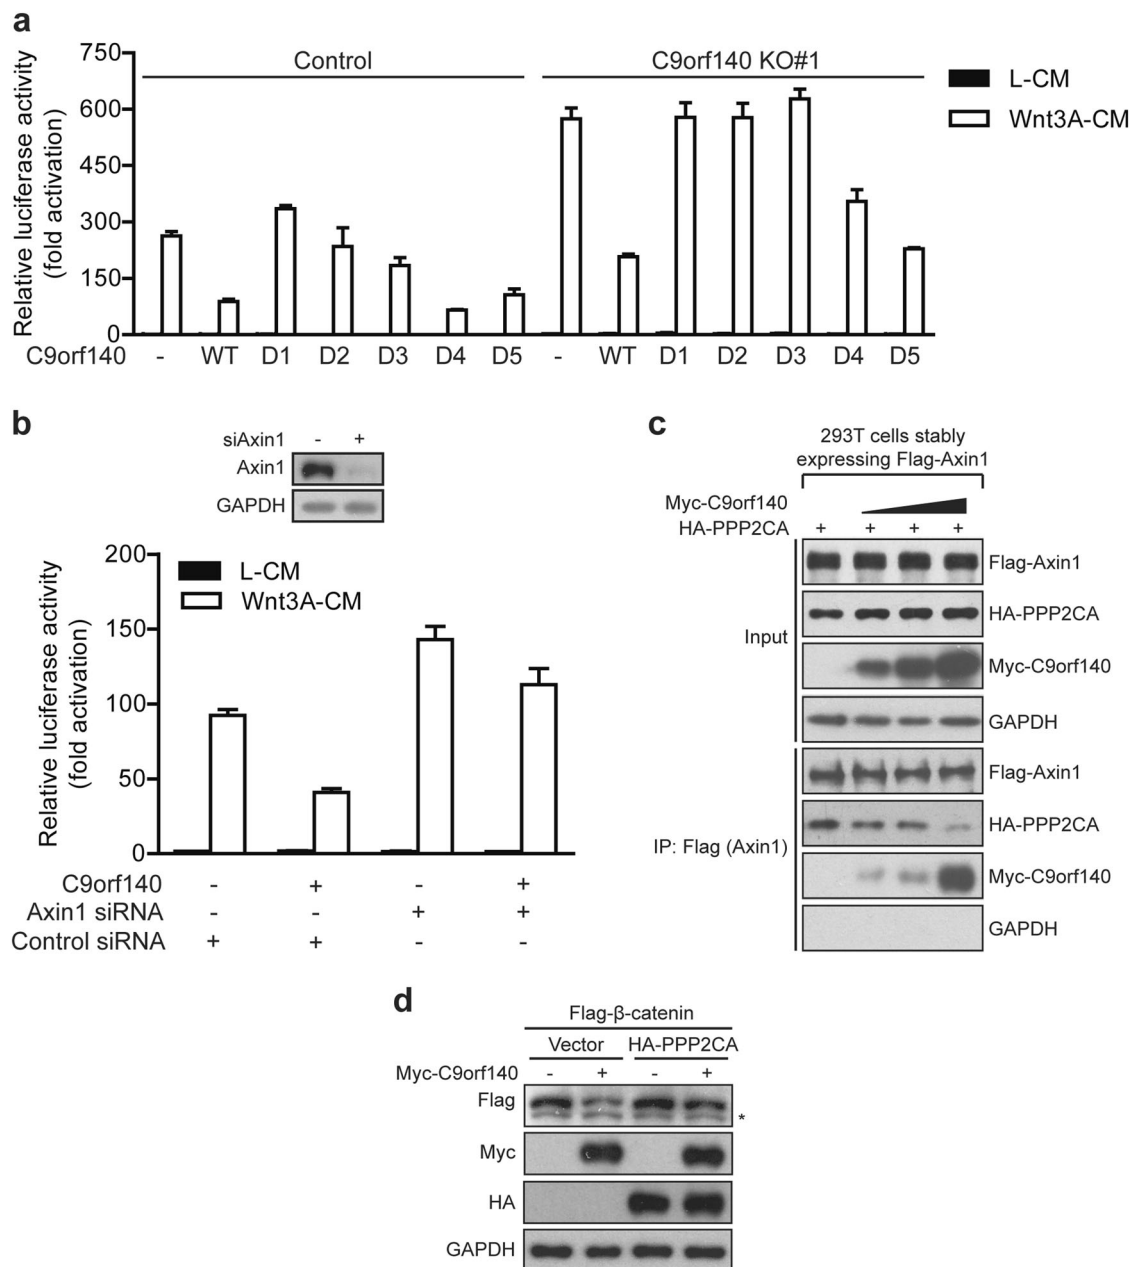 a
Relative luciferase activity
(fold activation)
750
600
450
300
150
0
Control
C9orf140 KO#1
L-CM
Wnt3A-CM
C9orf140 - WT D1 D2 D3 D4 D5 - WT D1 D2 D3 D4 D5
b
siAxin1 - +
Axin1
GAPDH
Relative luciferase activity
(fold activation)
200
150
100
50
0
L-CM
Wnt3A-CM
C9orf140 - + - +
Axin1 siRNA - - + +
Control siRNA + + - -
c
293T cells stably
expressing Flag-Axin1
Myc-C9orf140
HA-PPP2CA + + + +
Input
Flag-Axin1
HA-PPP2CA
Myc-C9orf140
GAPDH
IP: Flag (Axin1)
Flag-Axin1
HA-PPP2CA
Myc-C9orf140
GAPDH
d
Flag-β-catenin
Vector HA-PPP2CA
Myc-C9orf140 - + - +
Flag *
Myc
HA
GAPDH